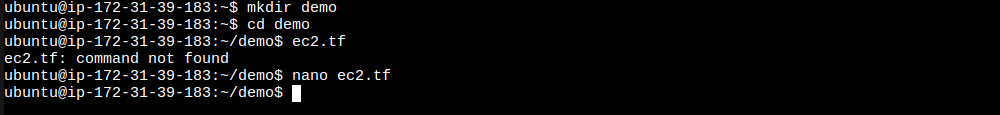 ubuntu@ip-172-31-39-183:~$ mkdir demo
ubuntu@ip-172-31-39-183:~$ cd demo
ubuntu@ip-172-31-39-183:~/demo$ ec2.tf
ec2.tf: command not found
ubuntu@ip-172-31-39-183:~/demo$ nano ec2.tf
ubuntu@ip-172-31-39-183:~/demo$